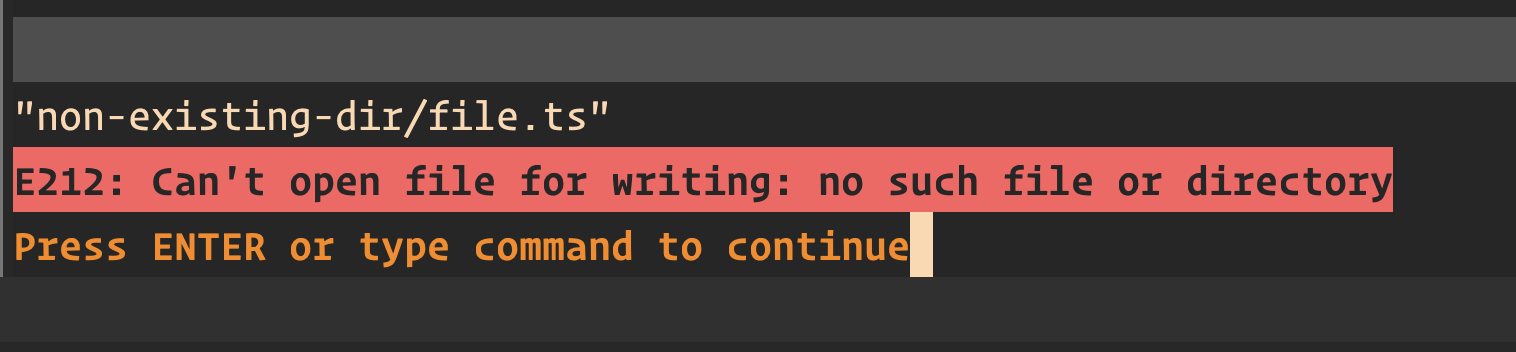 "non-existing-dir/file.ts"
E212: Can't open file for writing: no such file or directory
Press ENTER or type command to continue